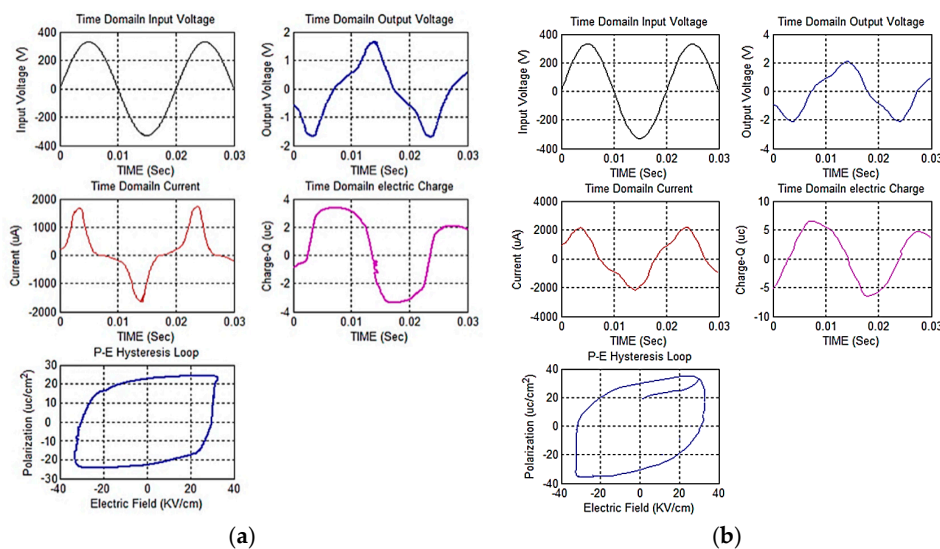 Time Domailn Input Voltage
400
200
0
-200
-400
Input Voltage (V)
0 0.01 0.02 0.03
TIME (Sec)
Time Domailn Output Voltage
2
1
0
-1
-2
Output Voltage (V)
0 0.01 0.02 0.03
TIME (Sec)
Time Domailn Current
2000
1000
0
-1000
-2000
Current (uA)
0 0.01 0.02 0.03
TIME (Sec)
Time Domailn electric Charge
4
2
0
-2
-4
Charge-Q (uc)
0 0.01 0.02 0.03
TIME (Sec)
P-E Hysteresis Loop
30
20
10
0
-10
-20
-30
Polarization (uc/cm²)
-40 -20 0 20 40
Electric Field (KV/cm)
(a)
Time Domailn Input Voltage
400
200
0
-200
-400
Input Voltage (V)
0 0.01 0.02 0.03
TIME (Sec)
Time Domailn Output Voltage
4
2
0
-2
-4
Output Voltage (V)
0 0.01 0.02 0.03
TIME (Sec)
Time Domailn Current
4000
2000
0
-2000
-4000
Current (uA)
0 0.01 0.02 0.03
TIME (Sec)
Time Domailn electric Charge
10
5
0
-5
-10
Charge-Q (uc)
0 0.01 0.02 0.03
TIME (Sec)
P-E Hysteresis Loop
40
20
0
-20
-40
Polarization (uc/cm²)
-40 -20 0 20 40
Electric Field (KV/cm)
(b)